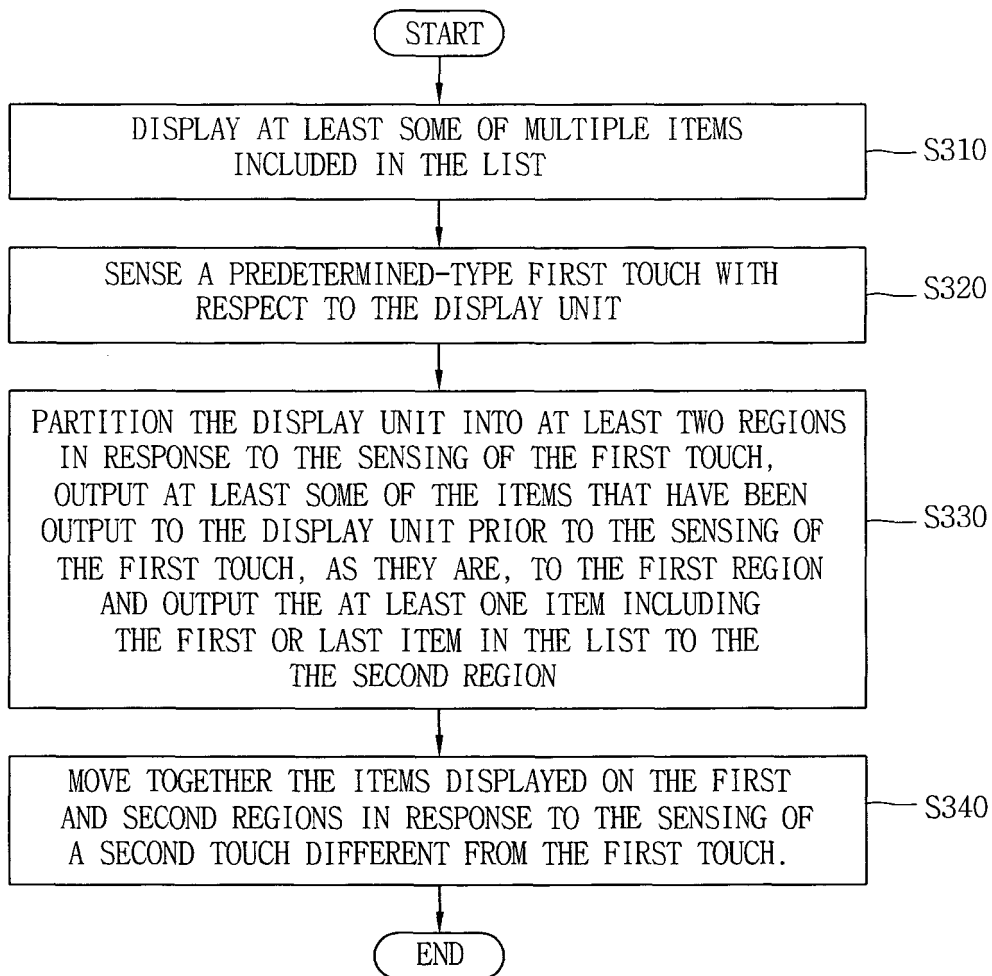 START
DISPLAY AT LEAST SOME OF MULTIPLE ITEMS
INCLUDED IN THE LIST
S310
SENSE A PREDETERMINED-TYPE FIRST TOUCH WITH
RESPECT TO THE DISPLAY UNIT
S320
PARTITION THE DISPLAY UNIT INTO AT LEAST TWO REGIONS
IN RESPONSE TO THE SENSING OF THE FIRST TOUCH,
OUTPUT AT LEAST SOME OF THE ITEMS THAT HAVE BEEN
OUTPUT TO THE DISPLAY UNIT PRIOR TO THE SENSING OF
THE FIRST TOUCH, AS THEY ARE, TO THE FIRST REGION
AND OUTPUT THE AT LEAST ONE ITEM INCLUDING
THE FIRST OR LAST ITEM IN THE LIST TO THE
THE SECOND REGION
S330
MOVE TOGETHER THE ITEMS DISPLAYED ON THE FIRST
AND SECOND REGIONS IN RESPONSE TO THE SENSING OF
A SECOND TOUCH DIFFERENT FROM THE FIRST TOUCH.
S340
END